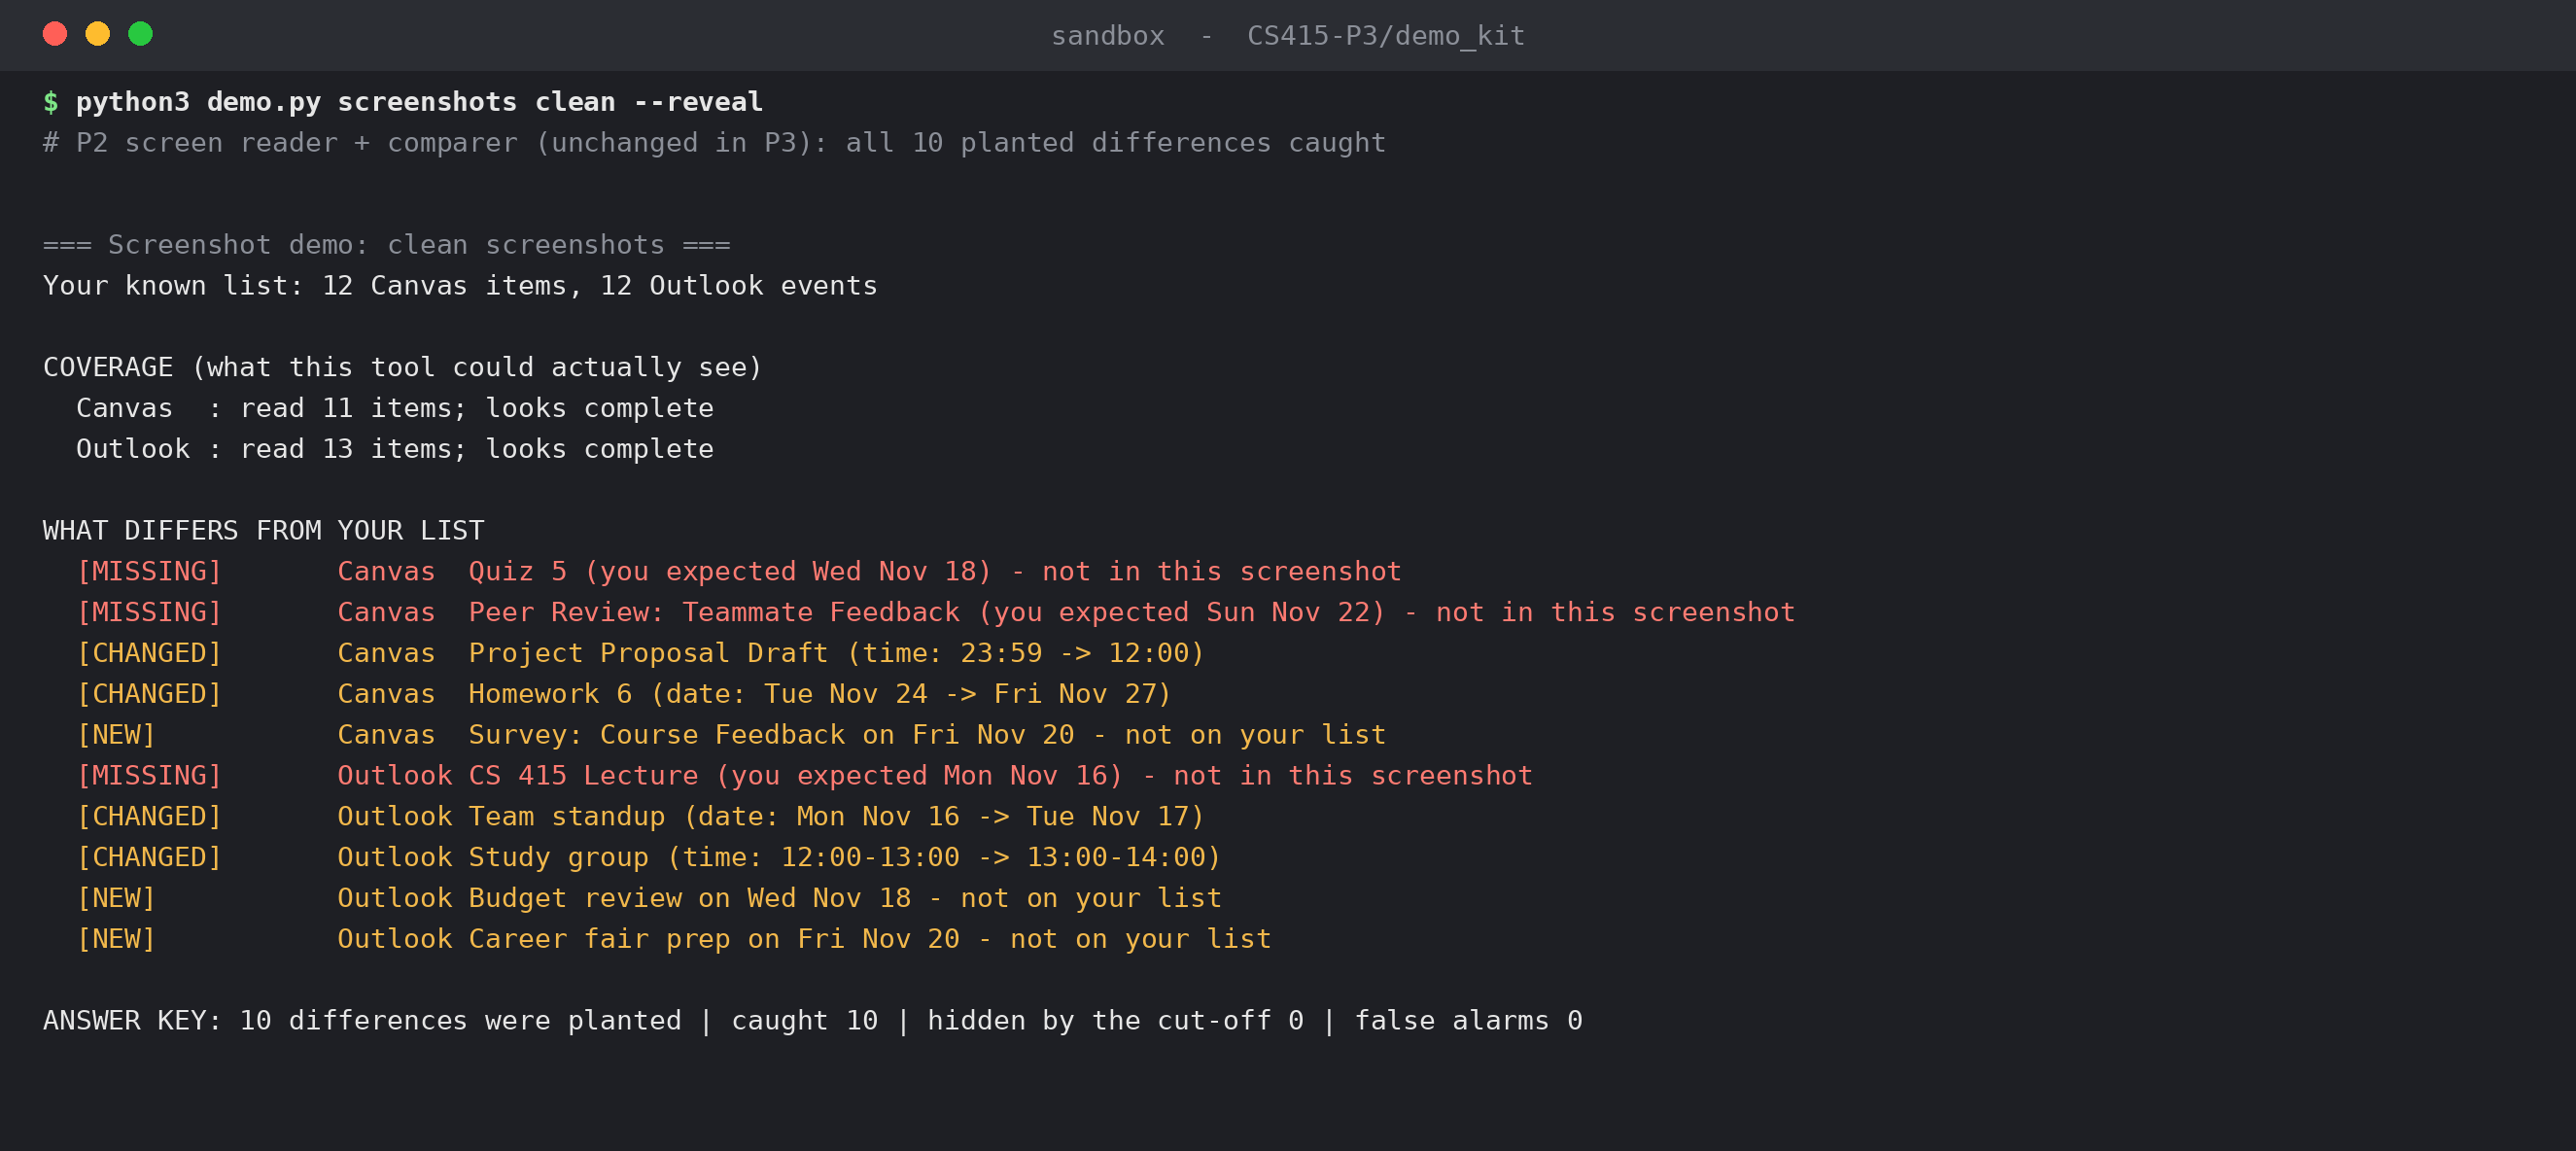 sandbox  -  CS415-P3/demo_kit
$ python3 demo.py screenshots clean --reveal
# P2 screen reader + comparer (unchanged in P3): all 10 planted differences caught
=== Screenshot demo: clean screenshots ===
Your known list: 12 Canvas items, 12 Outlook events
COVERAGE (what this tool could actually see)
  Canvas  : read 11 items; looks complete
  Outlook : read 13 items; looks complete
WHAT DIFFERS FROM YOUR LIST
  [MISSING]       Canvas  Quiz 5 (you expected Wed Nov 18) - not in this screenshot
  [MISSING]       Canvas  Peer Review: Teammate Feedback (you expected Sun Nov 22) - not in this screenshot
  [CHANGED]       Canvas  Project Proposal Draft (time: 23:59 -> 12:00)
  [CHANGED]       Canvas  Homework 6 (date: Tue Nov 24 -> Fri Nov 27)
  [NEW]           Canvas  Survey: Course Feedback on Fri Nov 20 - not on your list
  [MISSING]       Outlook CS 415 Lecture (you expected Mon Nov 16) - not in this screenshot
  [CHANGED]       Outlook Team standup (date: Mon Nov 16 -> Tue Nov 17)
  [CHANGED]       Outlook Study group (time: 12:00-13:00 -> 13:00-14:00)
  [NEW]           Outlook Budget review on Wed Nov 18 - not on your list
  [NEW]           Outlook Career fair prep on Fri Nov 20 - not on your list
ANSWER KEY: 10 differences were planted | caught 10 | hidden by the cut-off 0 | false alarms 0